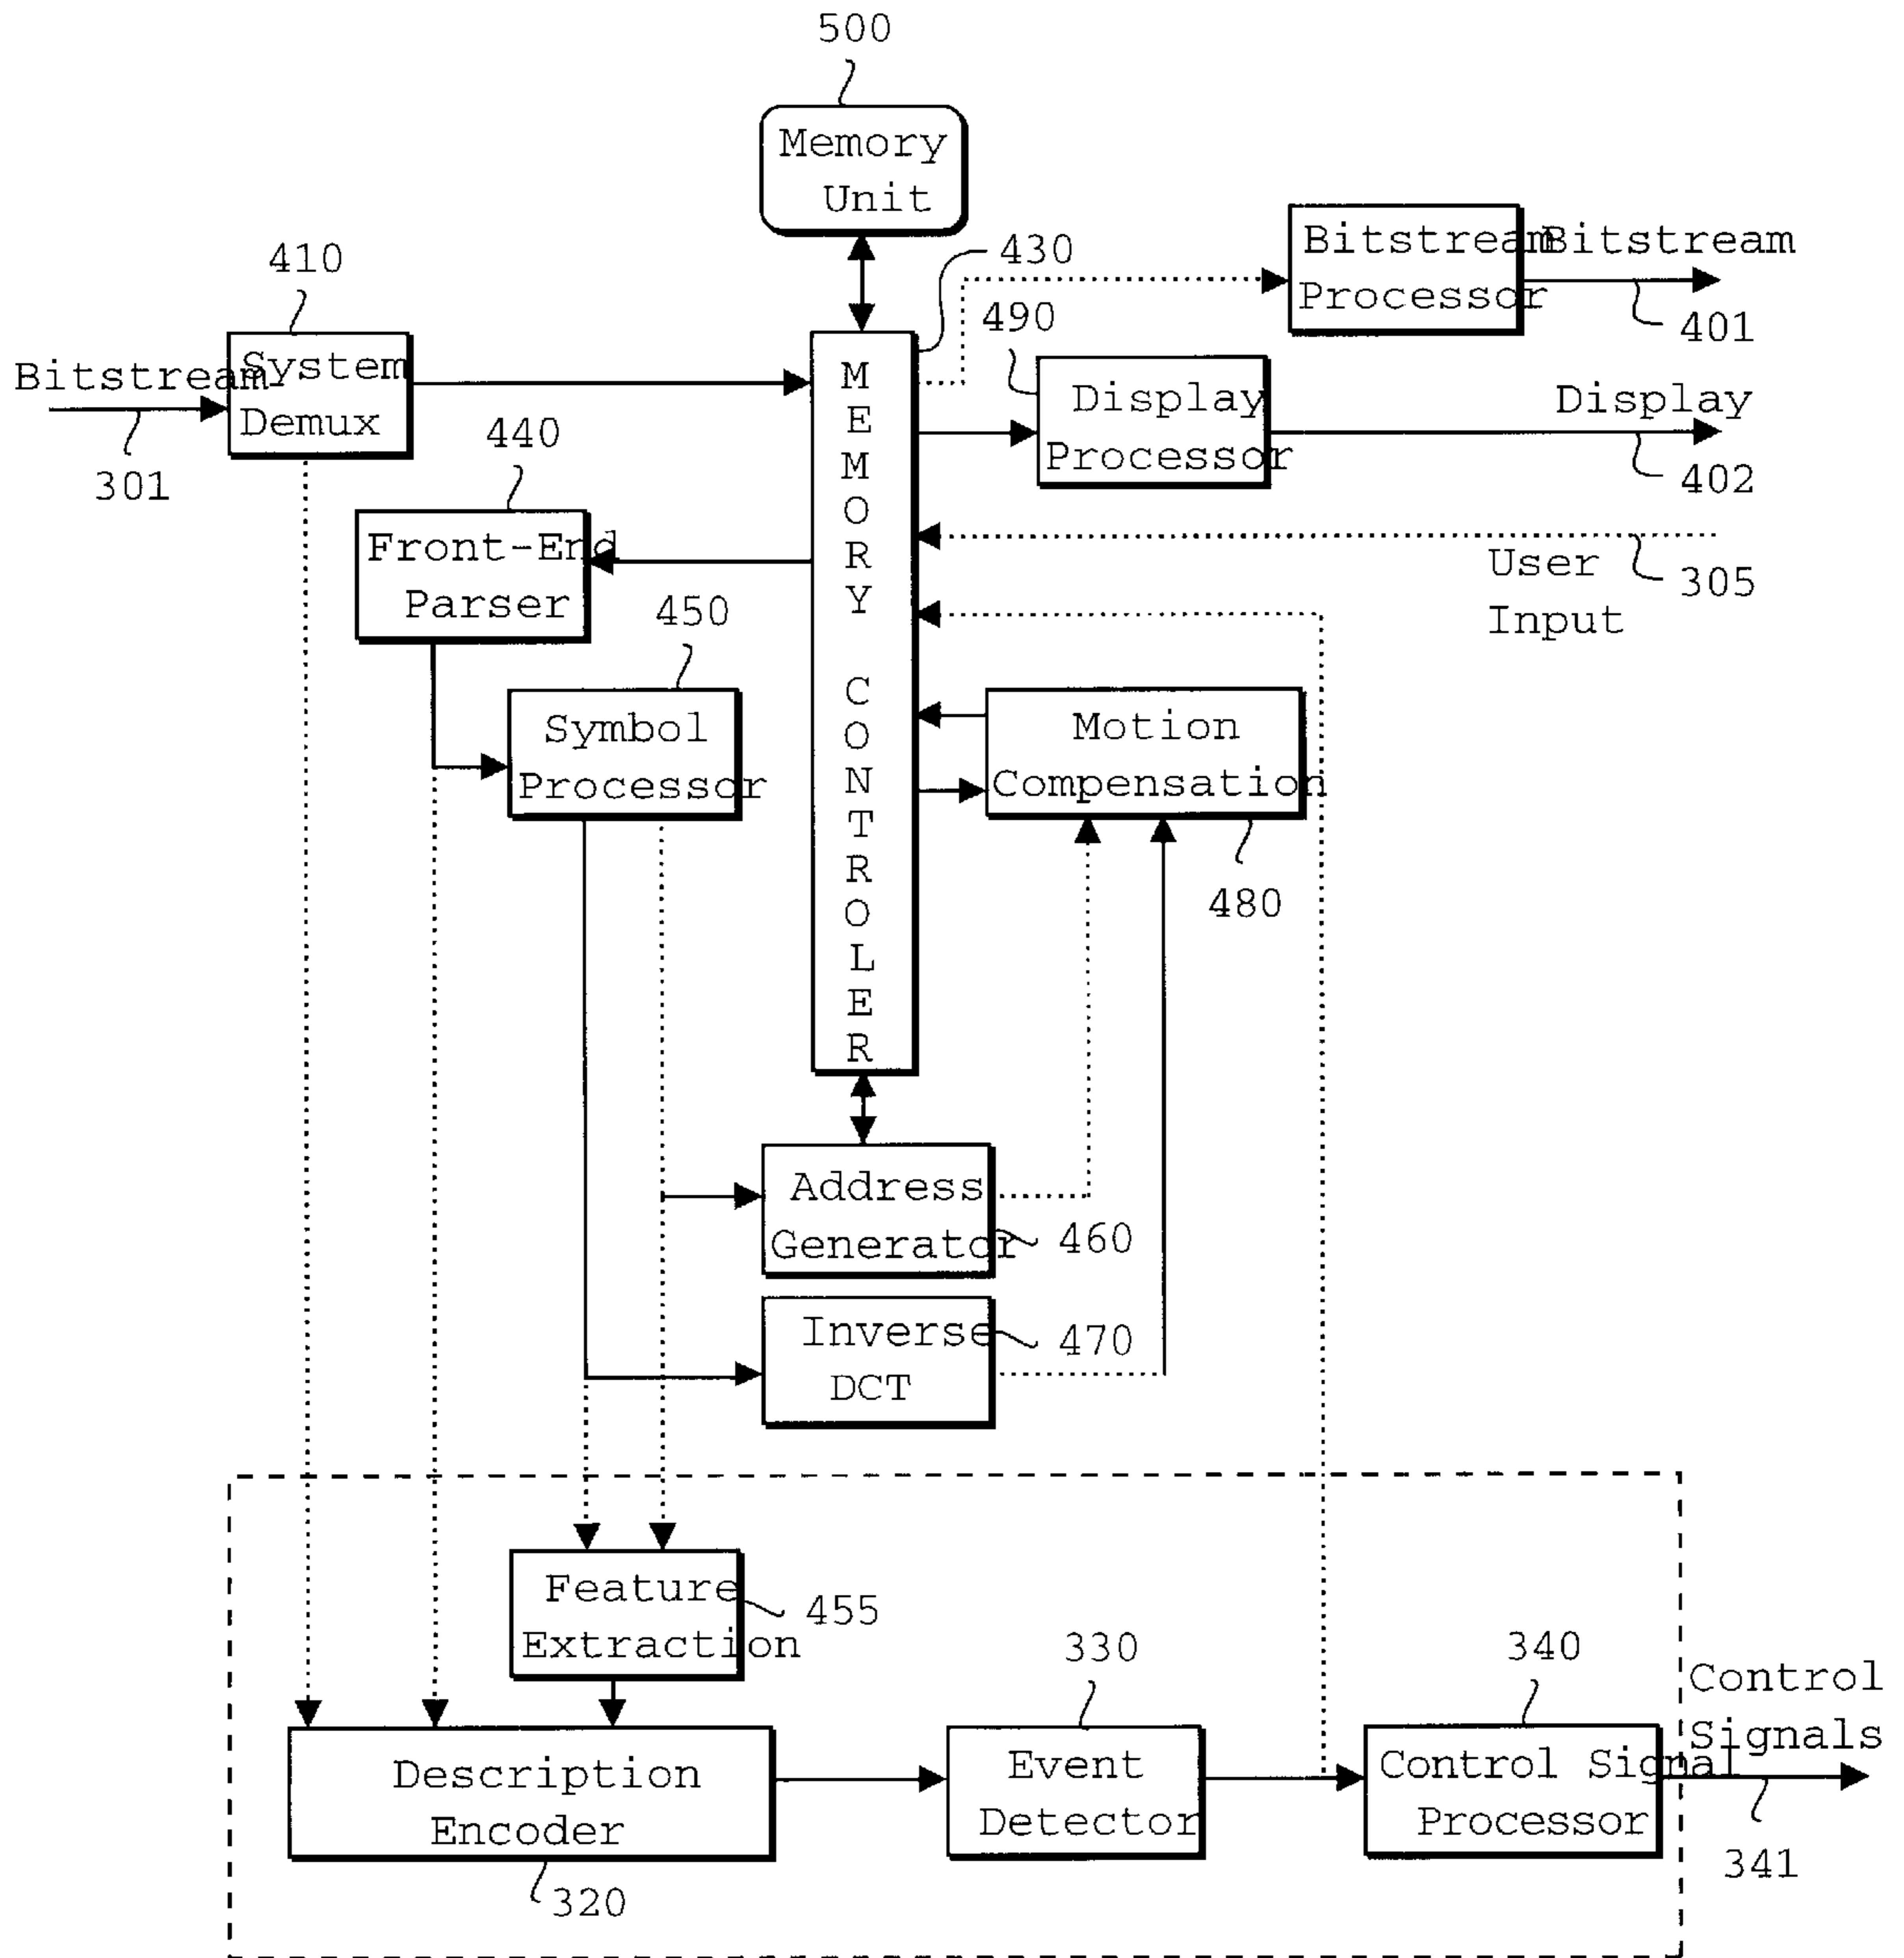 500
Memory
Unit
430
Bitstream
Processor
Bitstream
401
410
490
System
Demux
Bitstream
301
Display
Processor
Display
402
440
Front-End
Parser
User
Input
305
450
Symbol
Processor
MEMORY CONTROLER
Motion
Compensation
480
Address
Generator
460
Inverse
DCT
470
Feature
Extraction
455
330
340
Control
Signals
Description
Encoder
Event
Detector
Control Signal
Processor
341
320